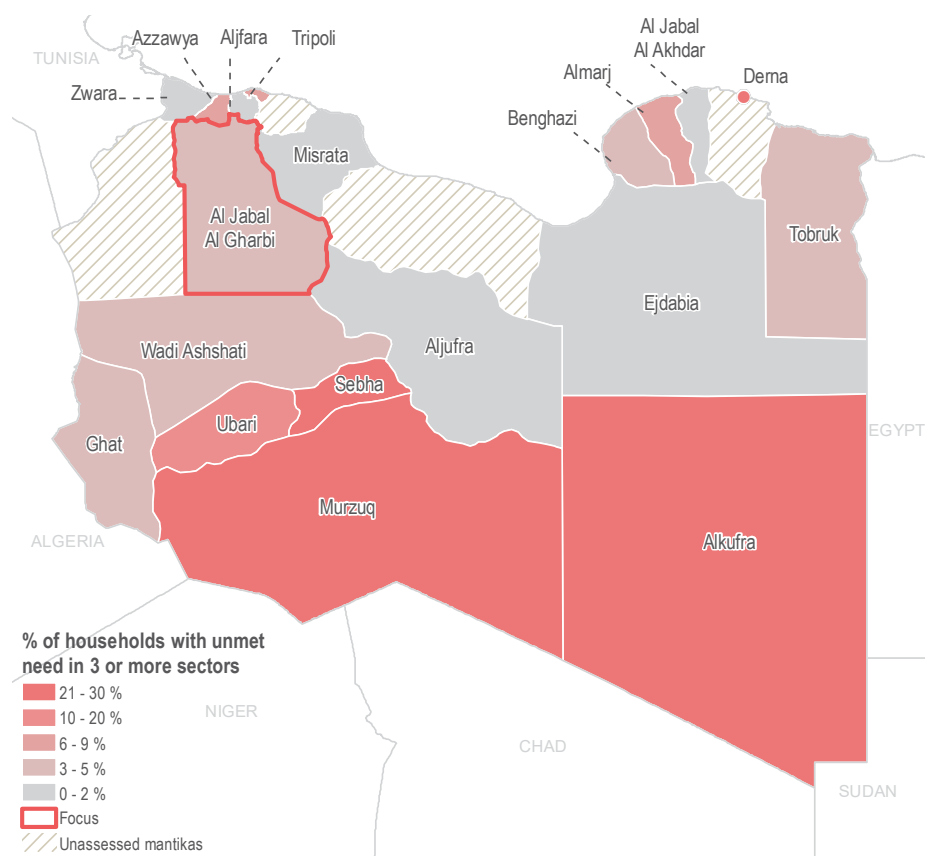 Al Jabal
Al Akhdar
Azzawya
Aljfara
Tripoli
TUNISIA
Almarj
Derna
Zwara
Benghazi
Misrata
Al Jabal
Al Gharbi
Tobruk
Ejdabia
Wadi Ashshati
Aljufra
Sebha
Ubari
Ghat
EGYPT
Murzuq
ALGERIA
Alkufra
% of households with unmet
need in 3 or more sectors
21 - 30 %
10 - 20 %
6 - 9 %
3 - 5 %
0 - 2 %
Focus
Unassessed mantikas
NIGER
CHAD
SUDAN